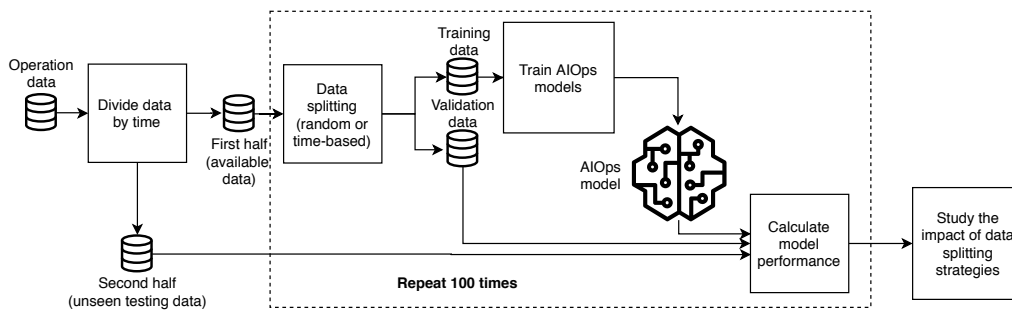 Operation
data
Divide data
by time
First half
(available
data)
Second half
(unseen testing data)
Data
splitting
(random or
time-based)
Training
data
Validation
data
Train AIOps
models
AIOps
model
Calculate
model
performance
Repeat 100 times
Study the
impact of data
splitting
strategies